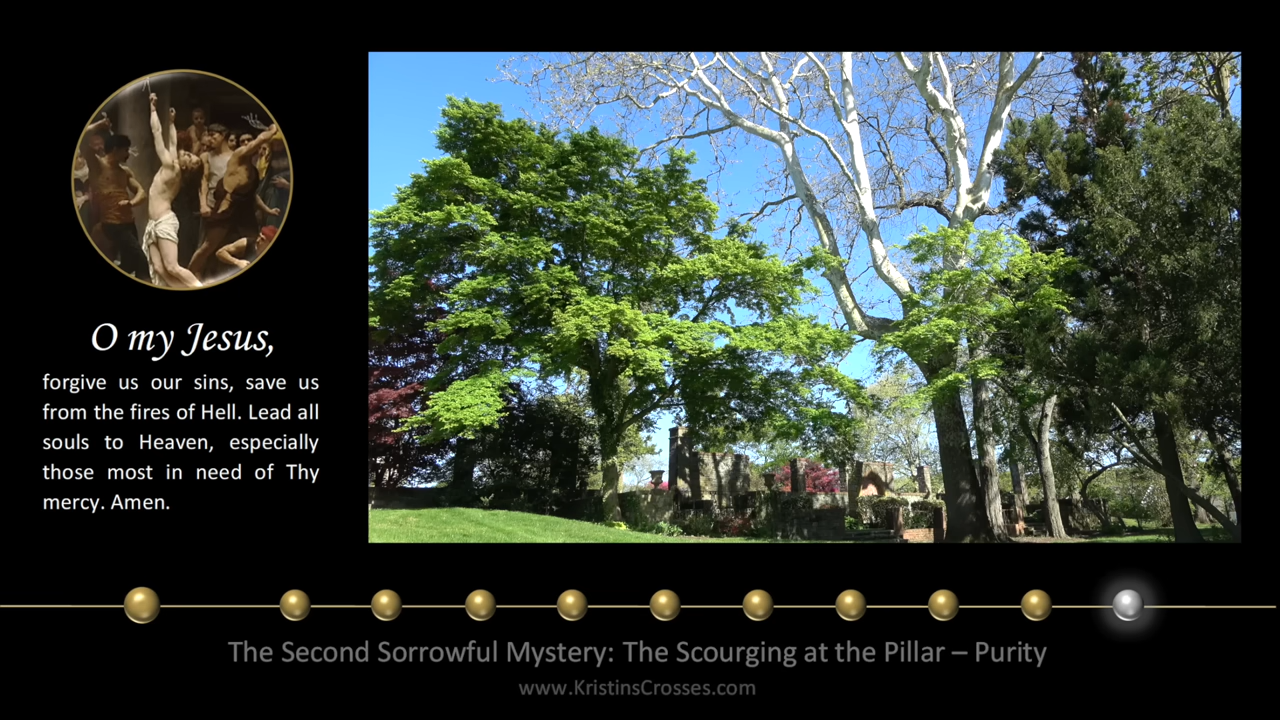 O my Jesus,
forgive us our sins, save us
from the fires of Hell. Lead all
souls to Heaven, especially
those most in need of Thy
mercy. Amen.
The Second Sorrowful Mystery: The Scourging at the Pillar – Purity
www.KristinsCrosses.com